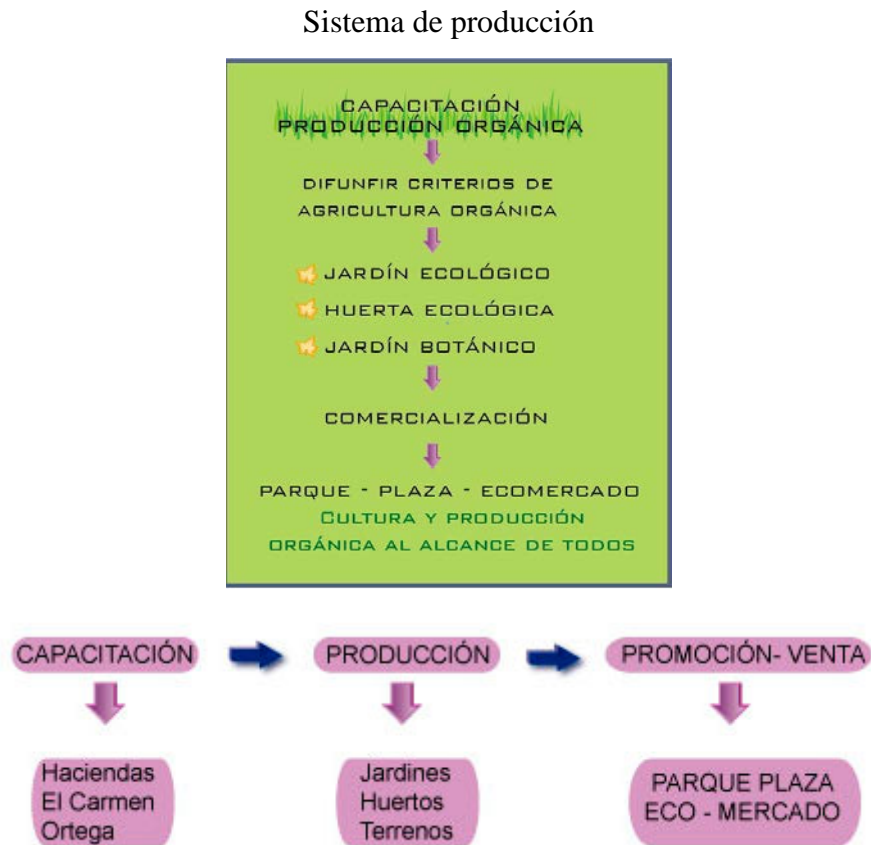 Sistema de producción
CAPACITACIÓN
PRODUCCIÓN ORGÁNICA
DIFUNFIR CRITERIOS DE
AGRICULTURA ORGÁNICA
JARDÍN ECOLÓGICO
HUERTA ECOLÓGICA
JARDÍN BOTÁNICO
COMERCIALIZACIÓN
PARQUE - PLAZA - ECOMERCADO
CULTURA Y PRODUCCIÓN
ORGÁNICA AL ALCANCE DE TODOS
CAPACITACIÓN
PRODUCCIÓN
PROMOCIÓN- VENTA
Haciendas
El Carmen
Ortega
Jardines
Huertos
Terrenos
PARQUE PLAZA
ECO - MERCADO